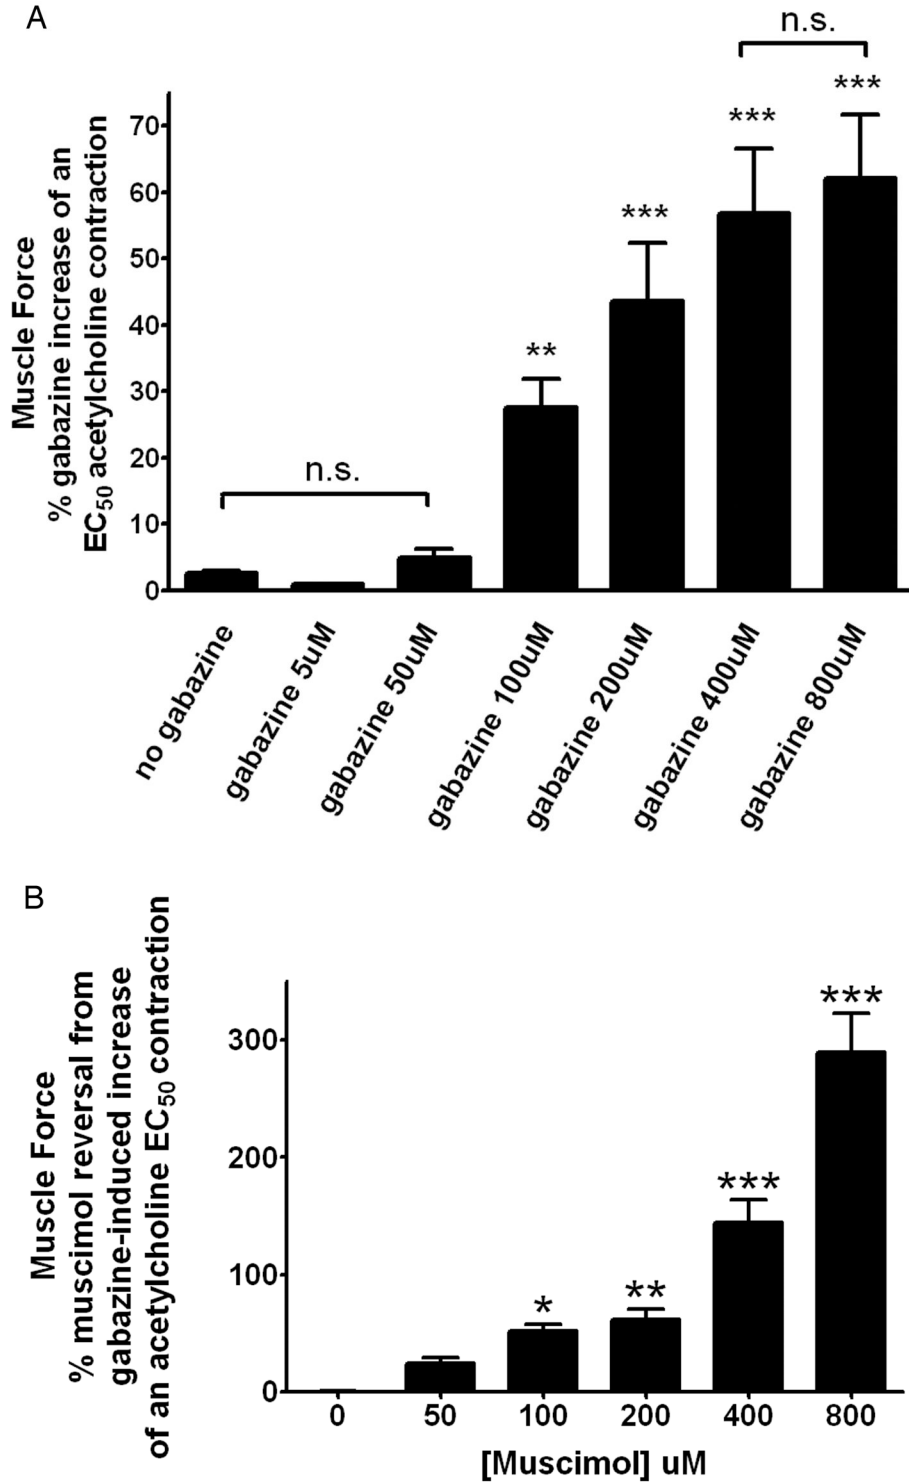 A
n.s.
***
***
***
**
n.s.
Muscle Force
% gabazine increase of an
EC50 acetylcholine contraction
70
60
50
40
30
20
10
0
no gabazine
gabazine 5uM
gabazine 50uM
gabazine 100uM
gabazine 200uM
gabazine 400uM
gabazine 800uM
B
Muscle Force
% muscimol reversal from
gabazine-induced increase
of an acetylcholine EC50 contraction
300
200
100
0
*
**
***
***
0 50 100 200 400 800
[Muscimol] uM